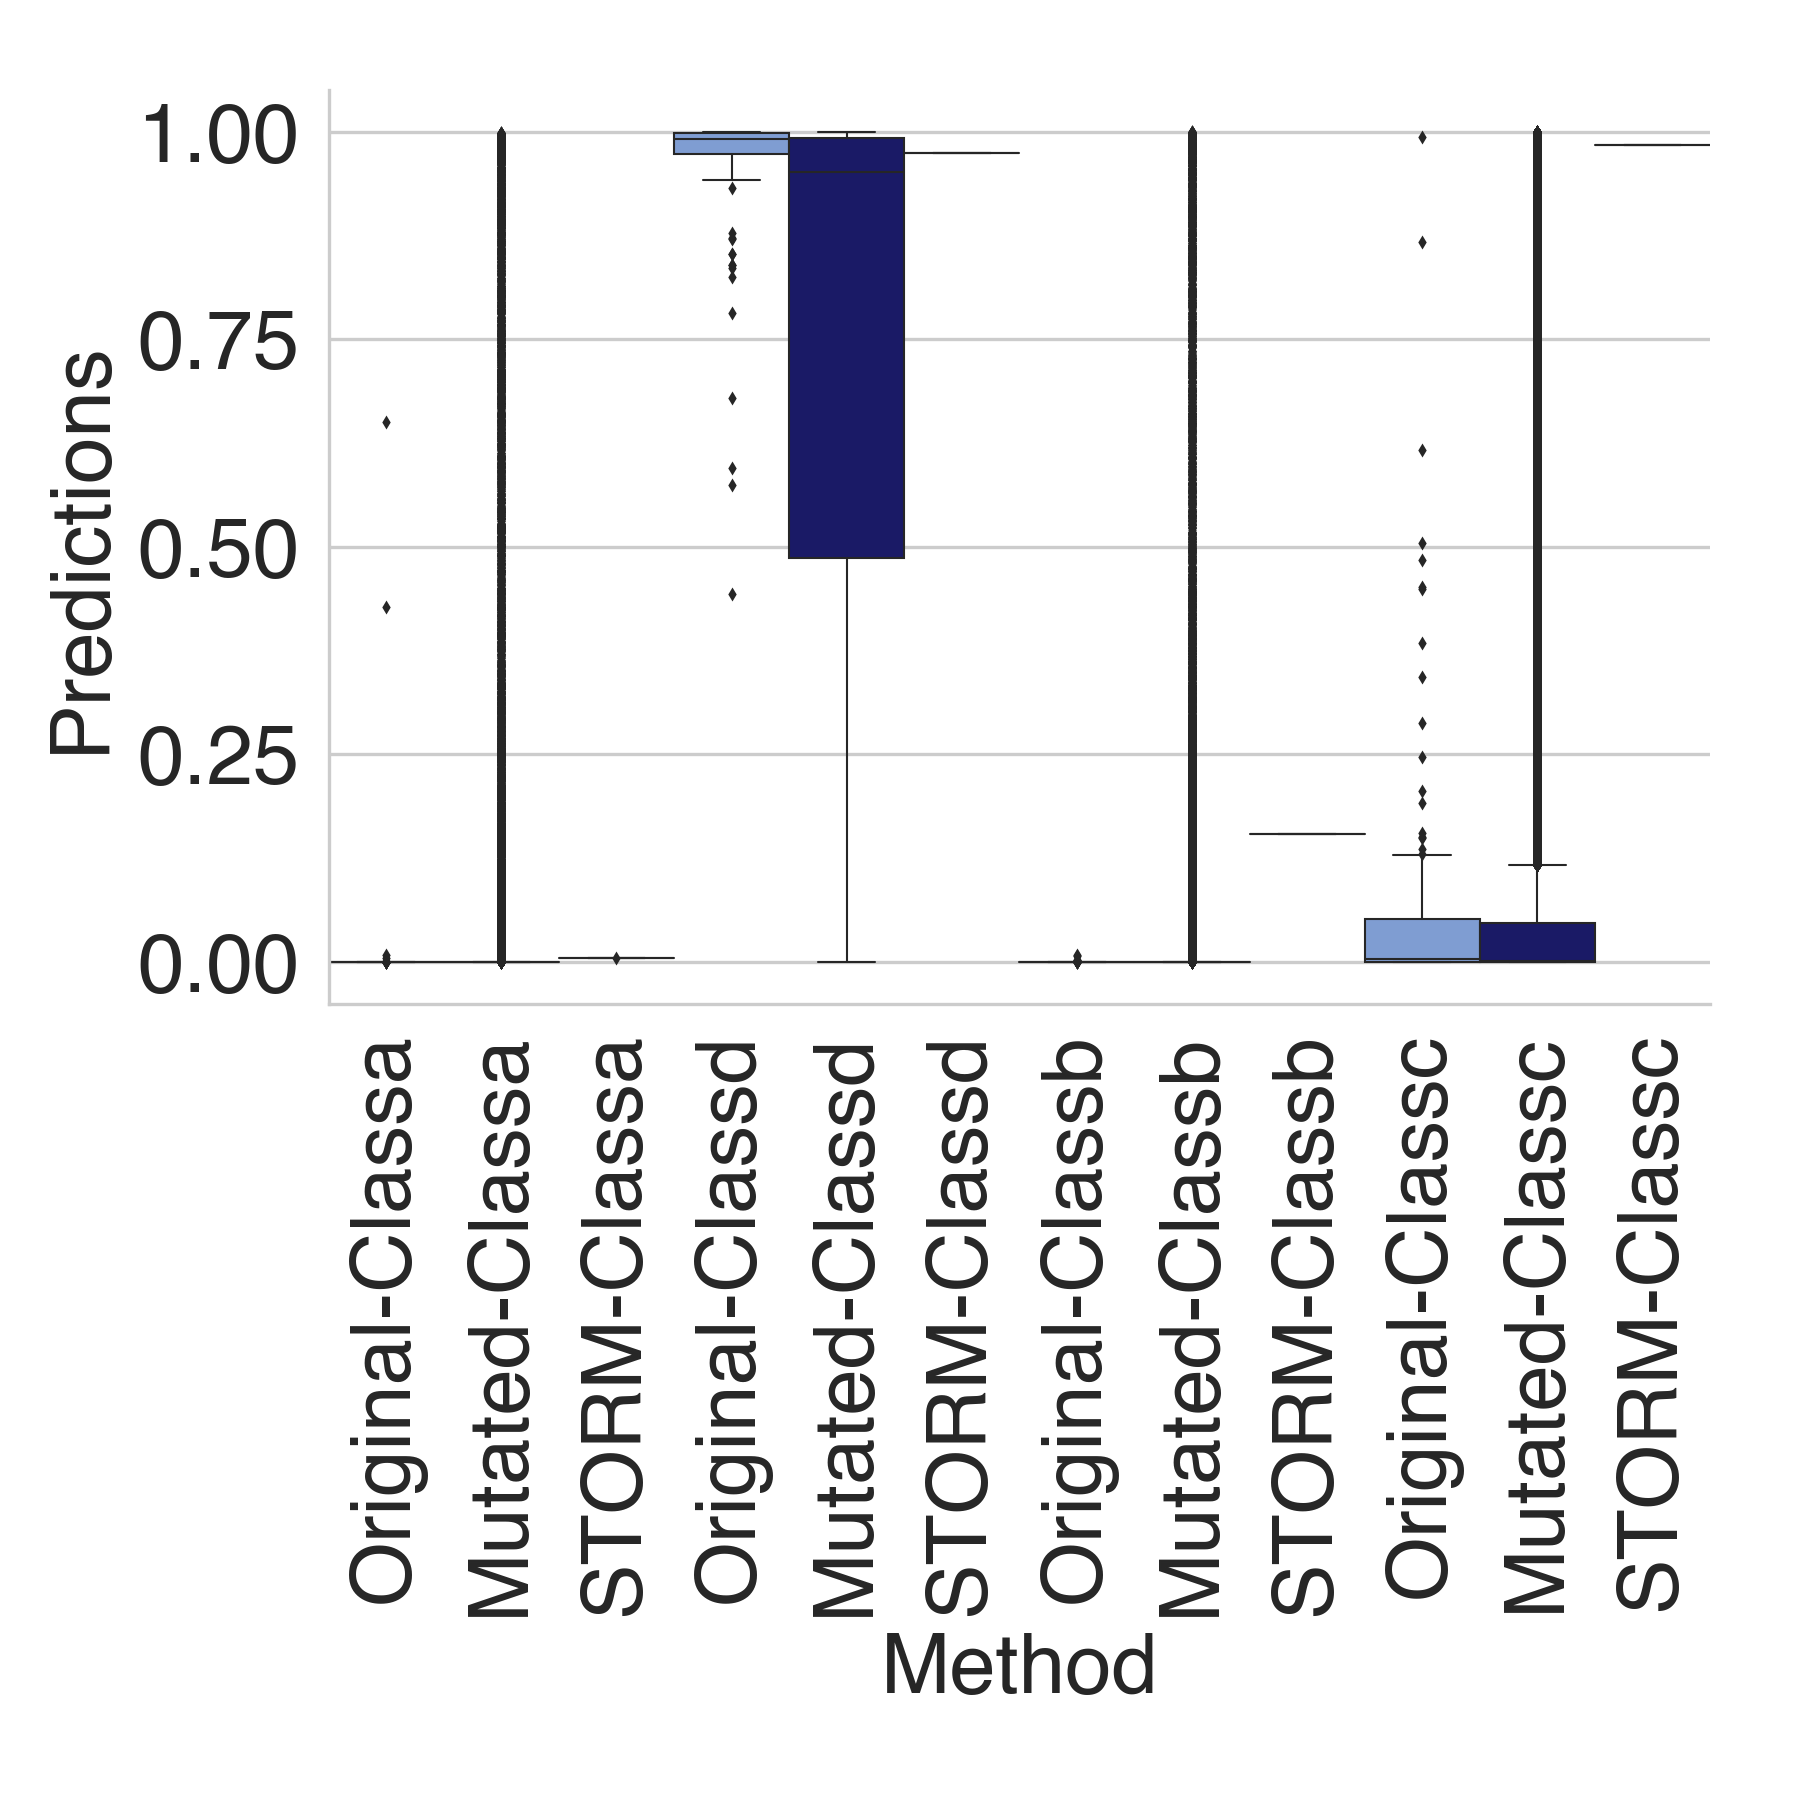 1.00
0.75
0.50
0.25
0.00
Predictions
Original-Classa
Mutated-Classa
STORM-Classa
Original-Classd
Mutated-Classd
STORM-Classd
Original-Classb
Mutated-Classb
STORM-Classb
Original-Classc
Mutated-Classc
STORM-Classc
Method